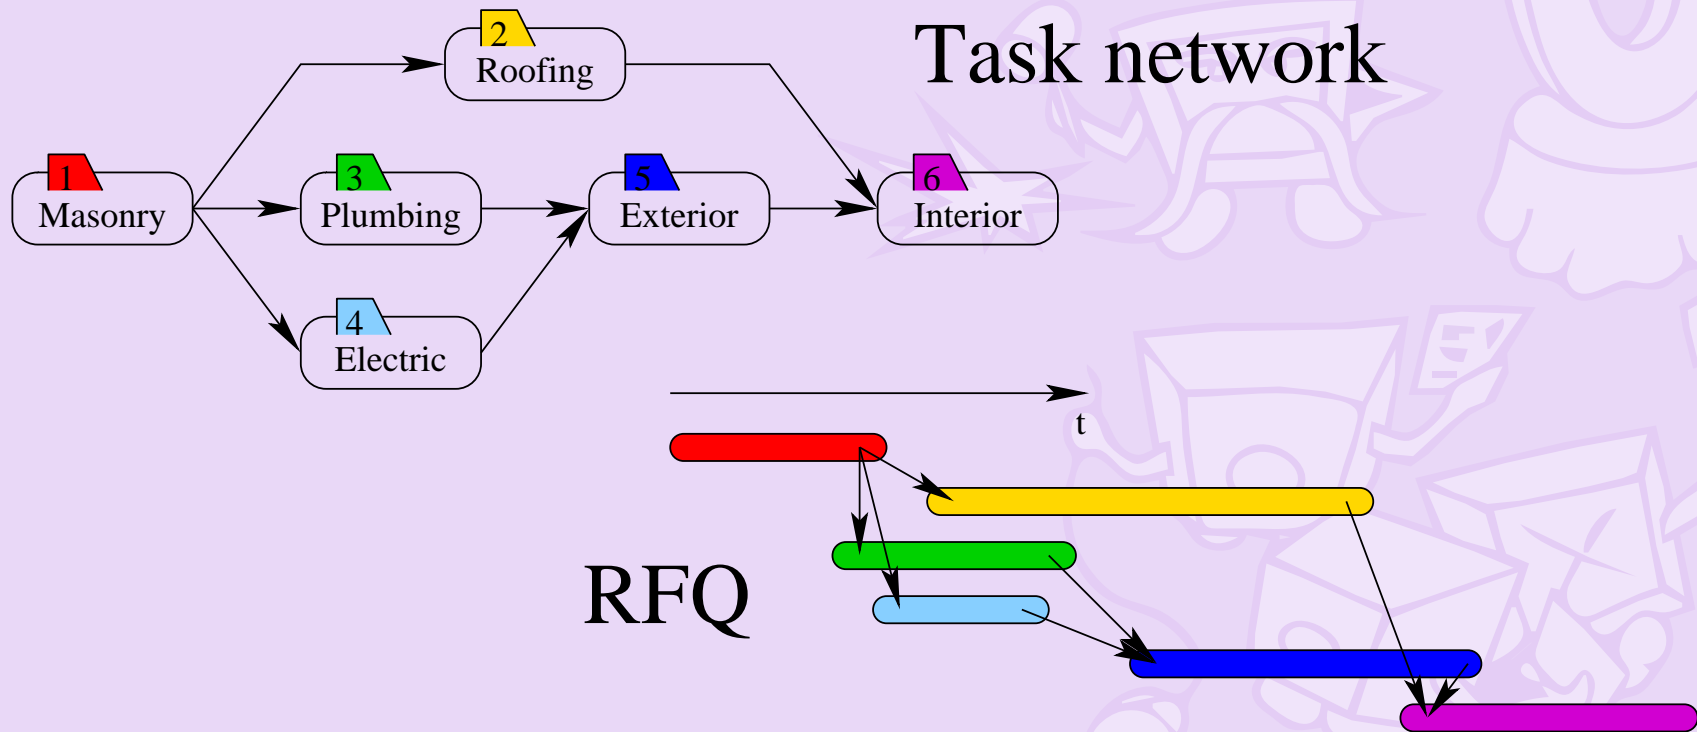 Task network
2
Roofing
1
Masonry
3
Plumbing
5
Exterior
6
Interior
4
Electric
t
RFQ